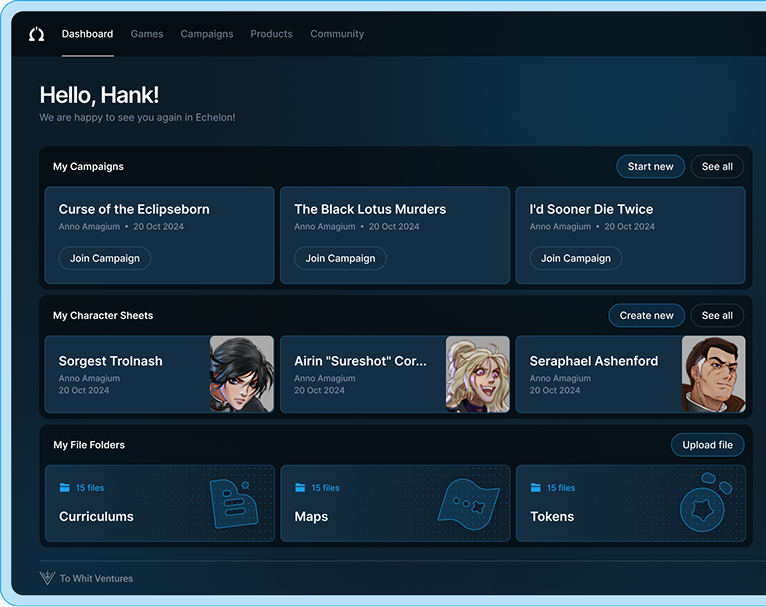 Dashboard Games Campaigns Products Community
Hello, Hank!
We are happy to see you again in Echelon!
My Campaigns Start new See all
Curse of the Eclipseborn
Anno Amagium • 20 Oct 2024
Join Campaign
The Black Lotus Murders
Anno Amagium • 20 Oct 2024
Join Campaign
I'd Sooner Die Twice
Anno Amagium • 20 Oct 2024
Join Campaign
My Character Sheets Create new See all
Sorgest Trolnash
Anno Amagium
20 Oct 2024
Airin "Sureshot" Cor...
Anno Amagium
20 Oct 2024
Seraphael Ashenford
Anno Amagium
20 Oct 2024
My File Folders Upload file
15 files
Curriculums
15 files
Maps
15 files
Tokens
To Whit Ventures